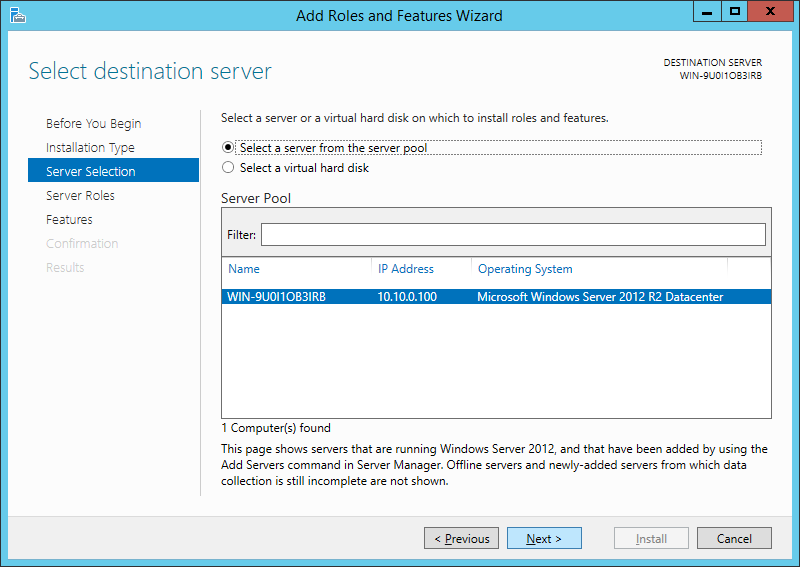 Add Roles and Features Wizard
Select destination server
DESTINATION SERVER
WIN-9U0I1OB3IRB
Before You Begin
Installation Type
Server Selection
Server Roles
Features
Confirmation
Results
Select a server or a virtual hard disk on which to install roles and features.
Select a server from the server pool
Select a virtual hard disk
Server Pool
Filter:
Name IP Address Operating System
WIN-9U0I1OB3IRB 10.10.0.100 Microsoft Windows Server 2012 R2 Datacenter
1 Computer(s) found
This page shows servers that are running Windows Server 2012, and that have been added by using the
Add Servers command in Server Manager. Offline servers and newly-added servers from which data
collection is still incomplete are not shown.
< Previous Next > Install Cancel